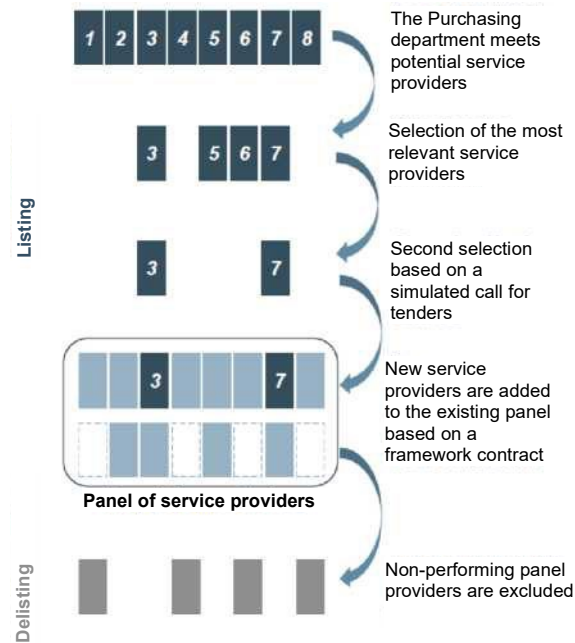 1 2 3 4 5 6 7 8
The Purchasing
department meets
potential service
providers
Listing
3 5 6 7
Selection of the most
relevant service
providers
3 7
Second selection
based on a
simulated call for
tenders
3 7
New service
providers are added
to the existing panel
based on a
framework contract
Panel of service providers
Delisting
Non-performing panel
providers are excluded